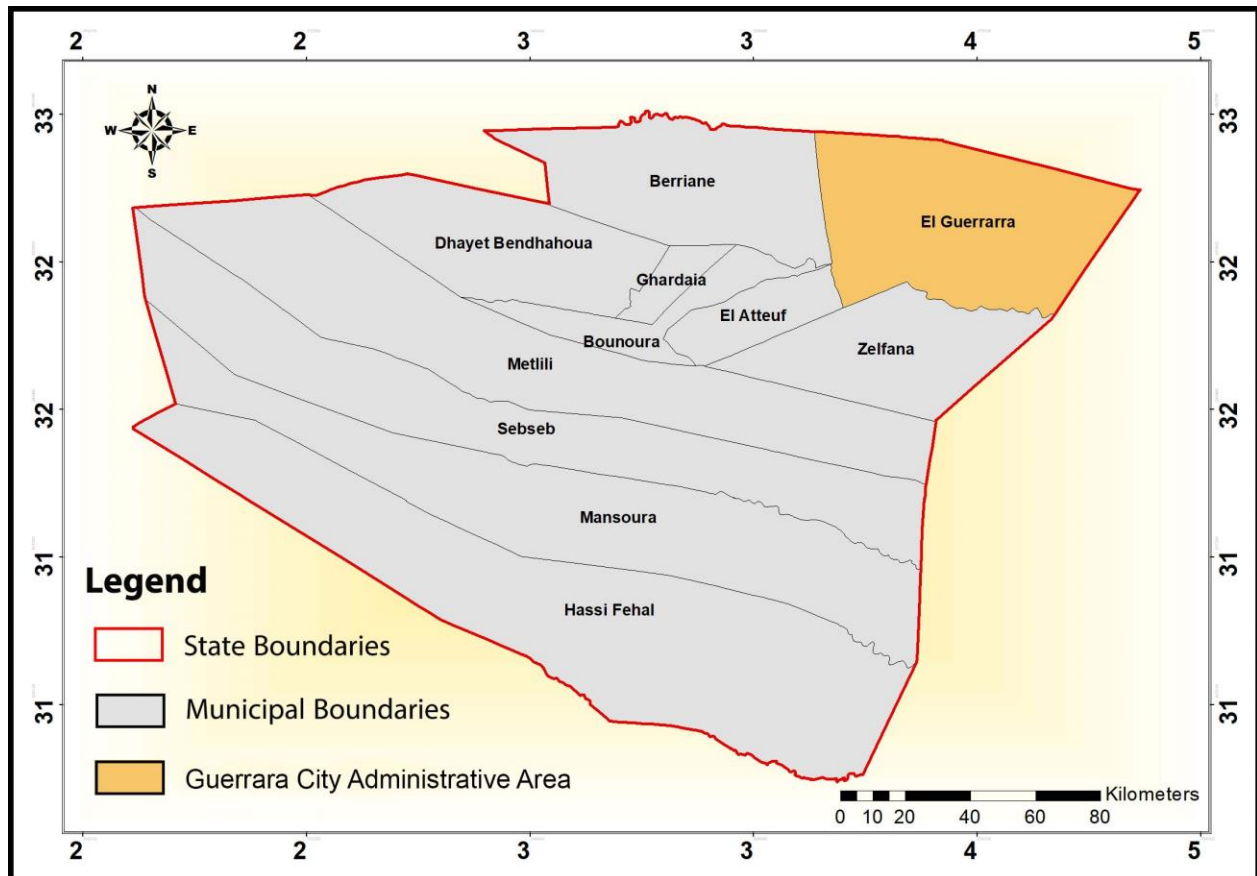 2 2 3 3 4 5
33 33
32 32
32 32
31 31
31 31
N
W E
S
Berriane
El Guerrarra
Dhayet Bendhahoua
Ghardaia
El Atteuf
Bounoura
Zelfana
Metlili
Sebseb
Mansoura
Hassi Fehal
Legend
State Boundaries
Municipal Boundaries
Guerrara City Administrative Area
Kilometers
0 10 20 40 60 80
2 2 3 3 4 5